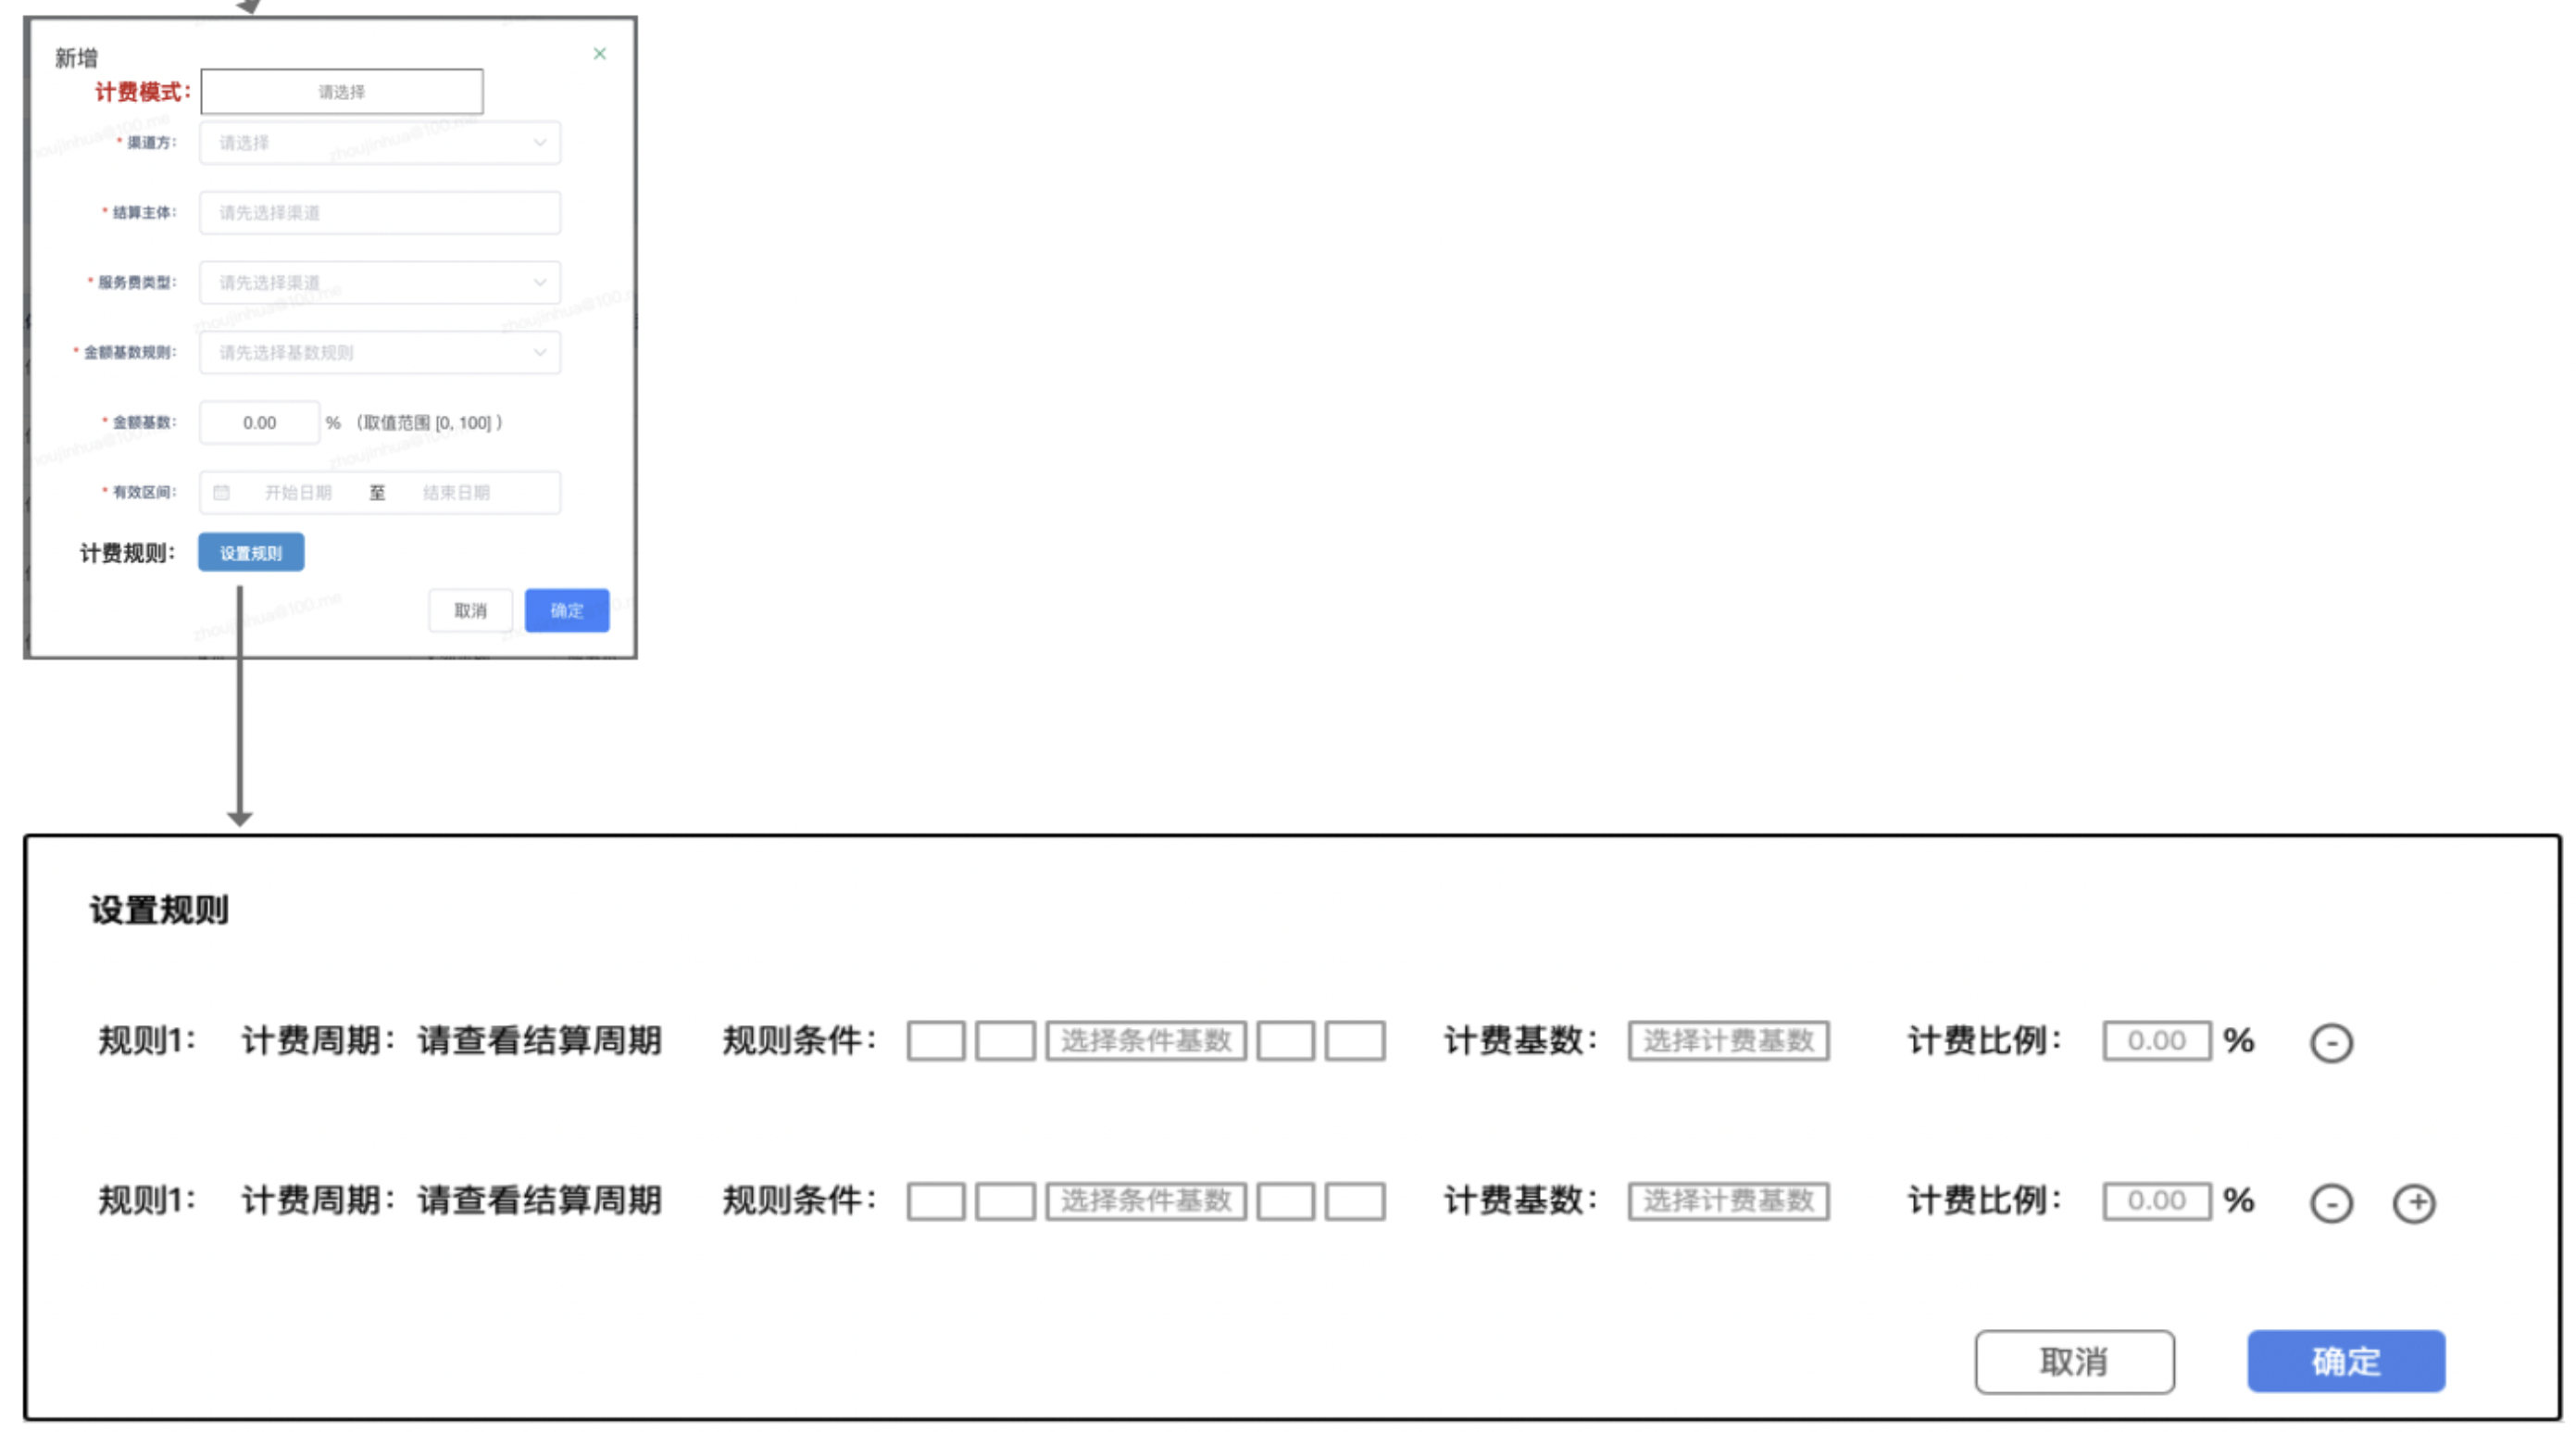 新增
计费模式： 请选择
* 渠道方： 请选择
* 结算主体： 请先选择渠道
* 服务费类型： 请先选择渠道
* 金额基数规则： 请先选择基数规则
* 金额基数： 0.00 % （取值范围 [0, 100] ）
* 有效区间： 开始日期 至 结束日期
计费规则： 设置规则
取消 确定
zhoujinhua@100.me
设置规则
规则1： 计费周期：请查看结算周期 规则条件： 选择条件基数 计费基数： 选择计费基数 计费比例： 0.00 % -
规则1： 计费周期：请查看结算周期 规则条件： 选择条件基数 计费基数： 选择计费基数 计费比例： 0.00 % - +
取消 确定